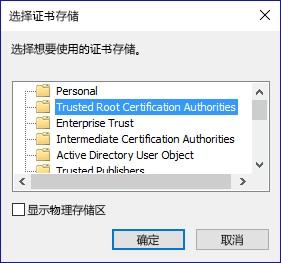 选择证书存储
选择想要使用的证书存储。
Personal
Trusted Root Certification Authorities
Enterprise Trust
Intermediate Certification Authorities
Active Directory User Object
Trusted Publishers
显示物理存储区
确定
取消